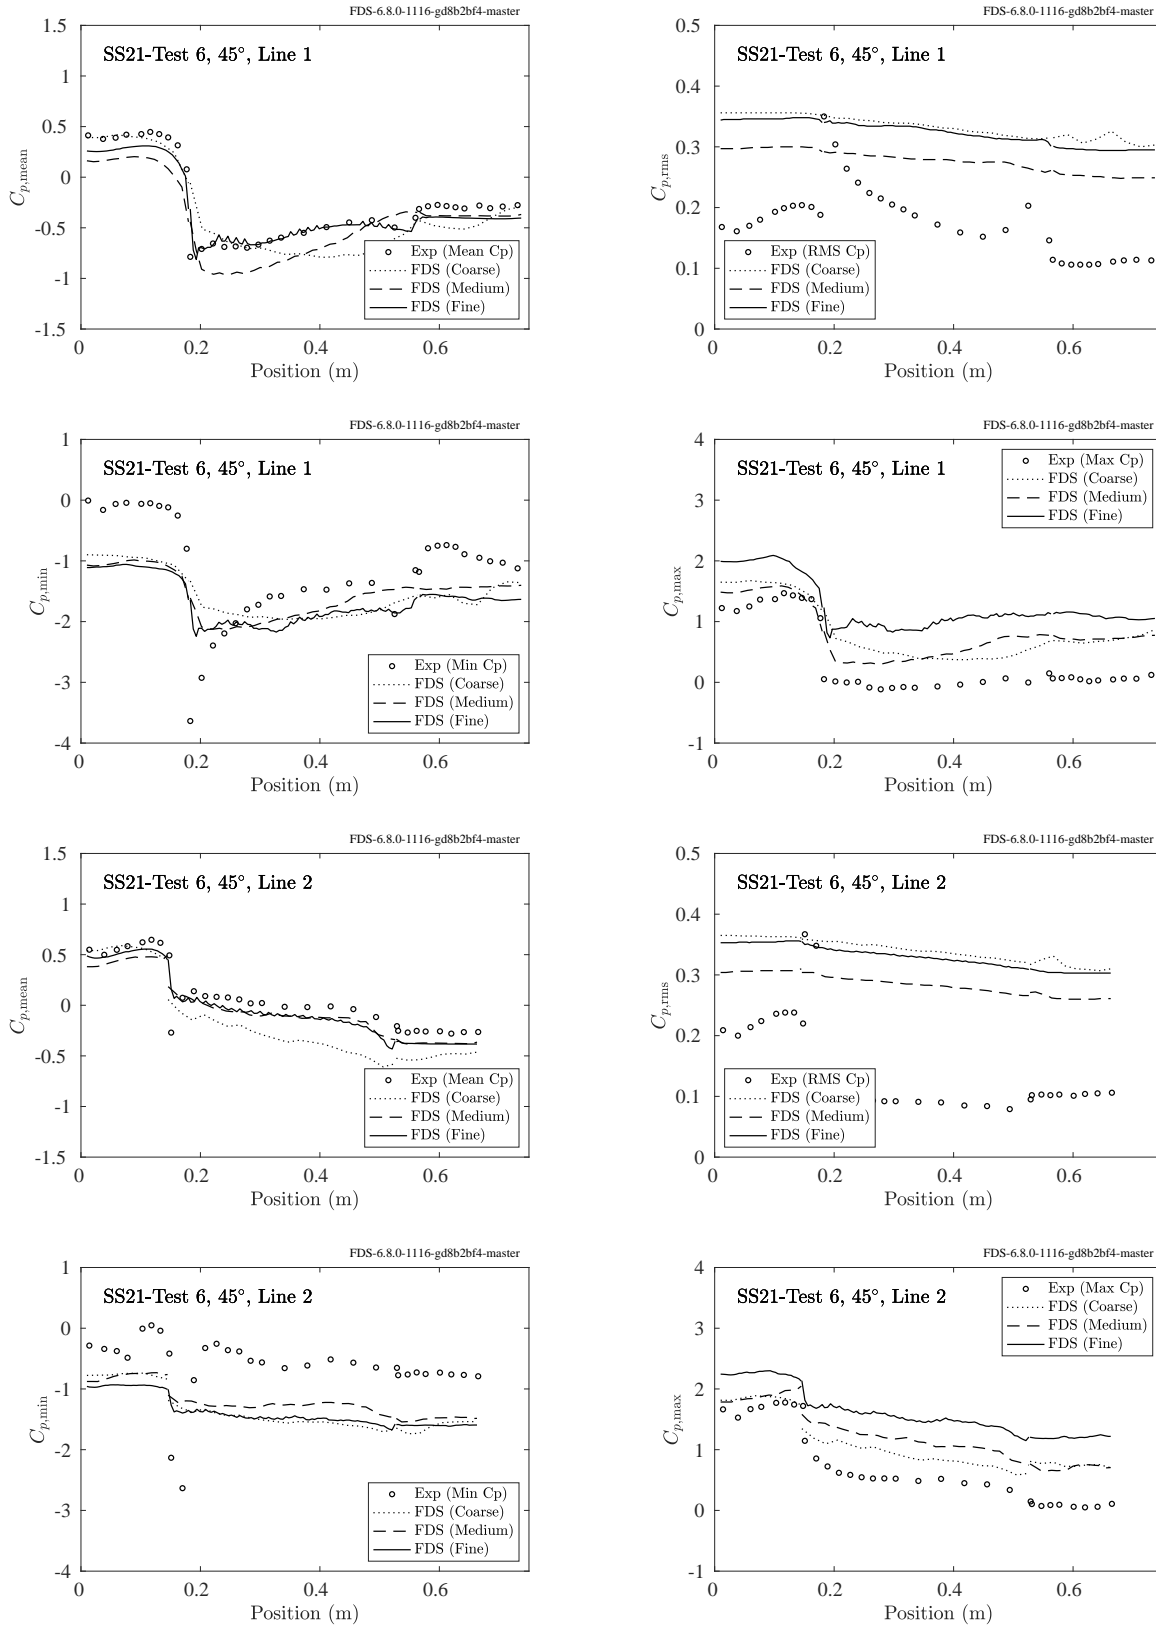 FDS-6.8.0-1116-gd8b2bf4-master
SS21-Test 6, 45°, Line 1
1.5
1
0.5
0
-0.5
-1
-1.5
C p,mean
Exp (Mean Cp)
FDS (Coarse)
FDS (Medium)
FDS (Fine)
0 0.2 0.4 0.6
Position (m)
FDS-6.8.0-1116-gd8b2bf4-master
SS21-Test 6, 45°, Line 1
0.5
0.4
0.3
0.2
0.1
0
C p,rms
Exp (RMS Cp)
FDS (Coarse)
FDS (Medium)
FDS (Fine)
0 0.2 0.4 0.6
Position (m)
FDS-6.8.0-1116-gd8b2bf4-master
SS21-Test 6, 45°, Line 1
1
0
-1
-2
-3
-4
C p,min
Exp (Min Cp)
FDS (Coarse)
FDS (Medium)
FDS (Fine)
0 0.2 0.4 0.6
Position (m)
FDS-6.8.0-1116-gd8b2bf4-master
SS21-Test 6, 45°, Line 1
4
3
2
1
0
-1
C p,max
Exp (Max Cp)
FDS (Coarse)
FDS (Medium)
FDS (Fine)
0 0.2 0.4 0.6
Position (m)
FDS-6.8.0-1116-gd8b2bf4-master
SS21-Test 6, 45°, Line 2
1.5
1
0.5
0
-0.5
-1
-1.5
C p,mean
Exp (Mean Cp)
FDS (Coarse)
FDS (Medium)
FDS (Fine)
0 0.2 0.4 0.6
Position (m)
FDS-6.8.0-1116-gd8b2bf4-master
SS21-Test 6, 45°, Line 2
0.5
0.4
0.3
0.2
0.1
0
C p,rms
Exp (RMS Cp)
FDS (Coarse)
FDS (Medium)
FDS (Fine)
0 0.2 0.4 0.6
Position (m)
FDS-6.8.0-1116-gd8b2bf4-master
SS21-Test 6, 45°, Line 2
1
0
-1
-2
-3
-4
C p,min
Exp (Min Cp)
FDS (Coarse)
FDS (Medium)
FDS (Fine)
0 0.2 0.4 0.6
Position (m)
FDS-6.8.0-1116-gd8b2bf4-master
SS21-Test 6, 45°, Line 2
4
3
2
1
0
-1
C p,max
Exp (Max Cp)
FDS (Coarse)
FDS (Medium)
FDS (Fine)
0 0.2 0.4 0.6
Position (m)